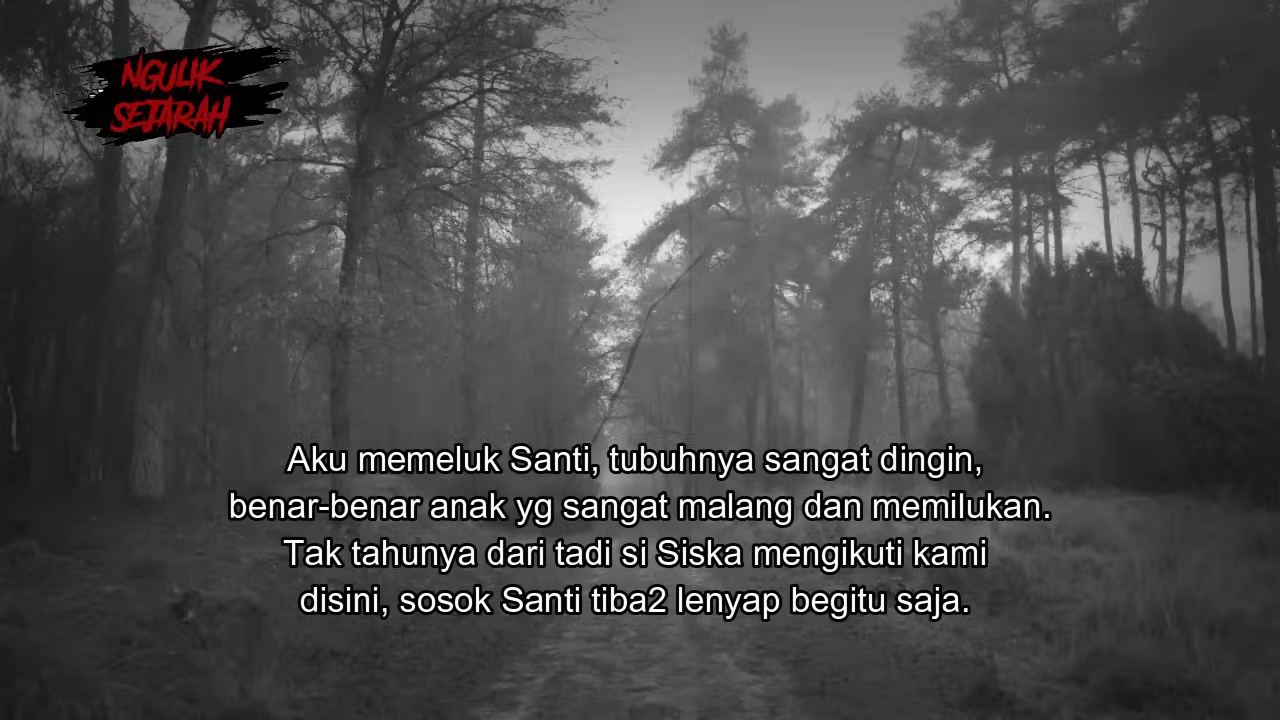 NGULIK
SEJARAH
Aku memeluk Santi, tubuhnya sangat dingin,
benar-benar anak yg sangat malang dan memilukan.
Tak tahunya dari tadi si Siska mengikuti kami
disini, sosok Santi tiba2 lenyap begitu saja.